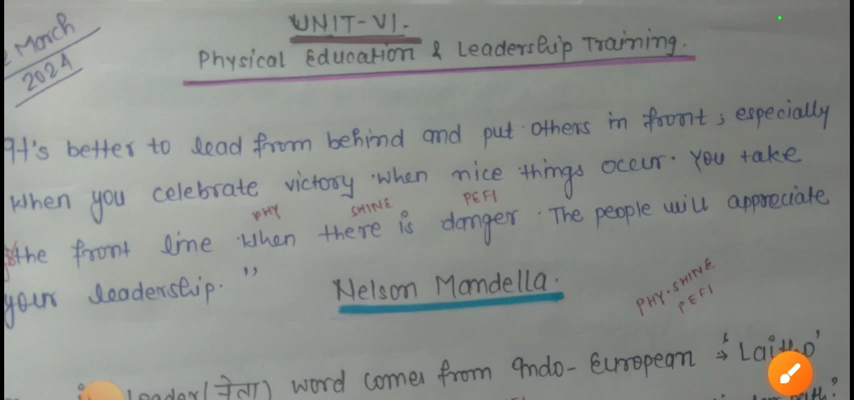 March
2024
UNIT-VI.
Physical Education & Leadership Training.
It's better to lead from behind and put others in front, especially
when you celebrate victory when nice things occur. You take
PHY SHINE PEFI
the front line when there is danger. The people will appreciate
your leadership."
Nelson Mandella.
PHY.SHINE
PEFI
Leader (नेता) word comes from Indo-European →